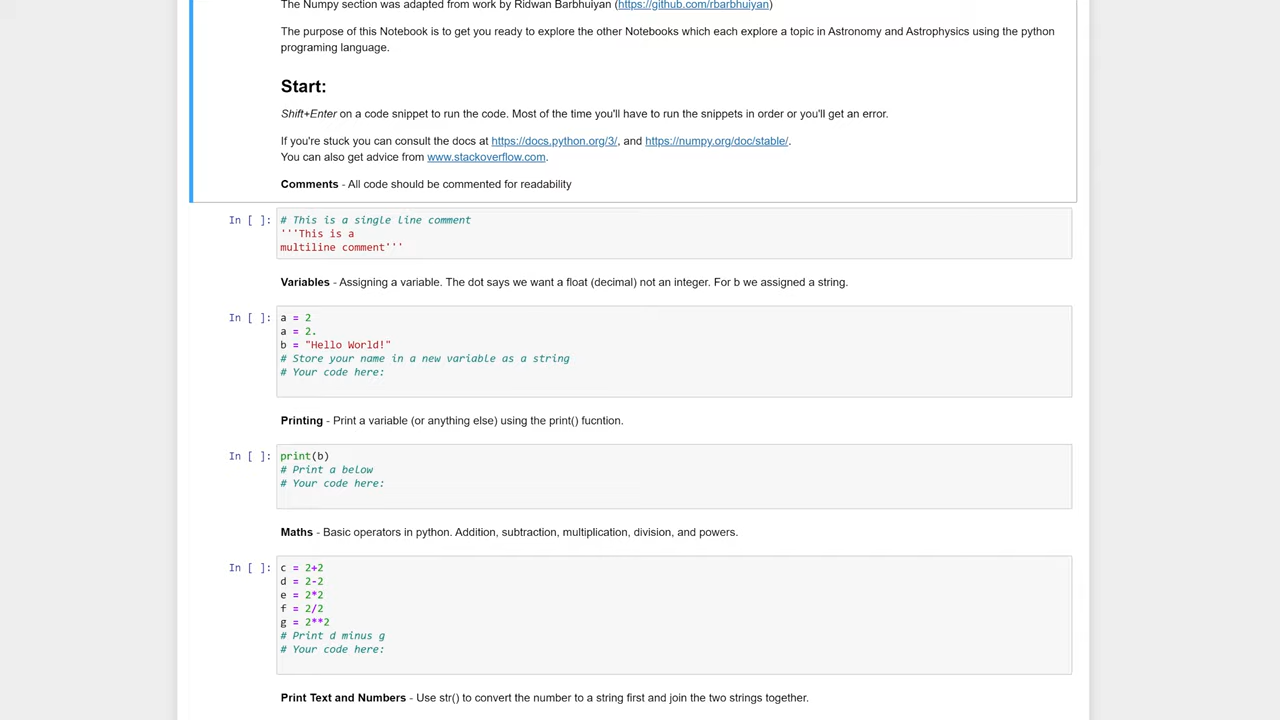 The Numpy section was adapted from work by Ridwan Barbhuiyan (https://github.com/rbarbhuiyan)
The purpose of this Notebook is to get you ready to explore the other Notebooks which each explore a topic in Astronomy and Astrophysics using the python
programing language.
Start:
Shift+Enter on a code snippet to run the code. Most of the time you'll have to run the snippets in order or you'll get an error.
If you're stuck you can consult the docs at https://docs.python.org/3/, and https://numpy.org/doc/stable/.
You can also get advice from www.stackoverflow.com.
Comments - All code should be commented for readability
In [ ]: # This is a single line comment
'''This is a
multiline comment'''
Variables - Assigning a variable. The dot says we want a float (decimal) not an integer. For b we assigned a string.
In [ ]: a = 2
a = 2.
b = "Hello World!"
# Store your name in a new variable as a string
# Your code here:
Printing - Print a variable (or anything else) using the print() fucntion.
In [ ]: print(b)
# Print a below
# Your code here:
Maths - Basic operators in python. Addition, subtraction, multiplication, division, and powers.
In [ ]: c = 2+2
d = 2-2
e = 2*2
f = 2/2
g = 2**2
# Print d minus g
# Your code here:
Print Text and Numbers - Use str() to convert the number to a string first and join the two strings together.